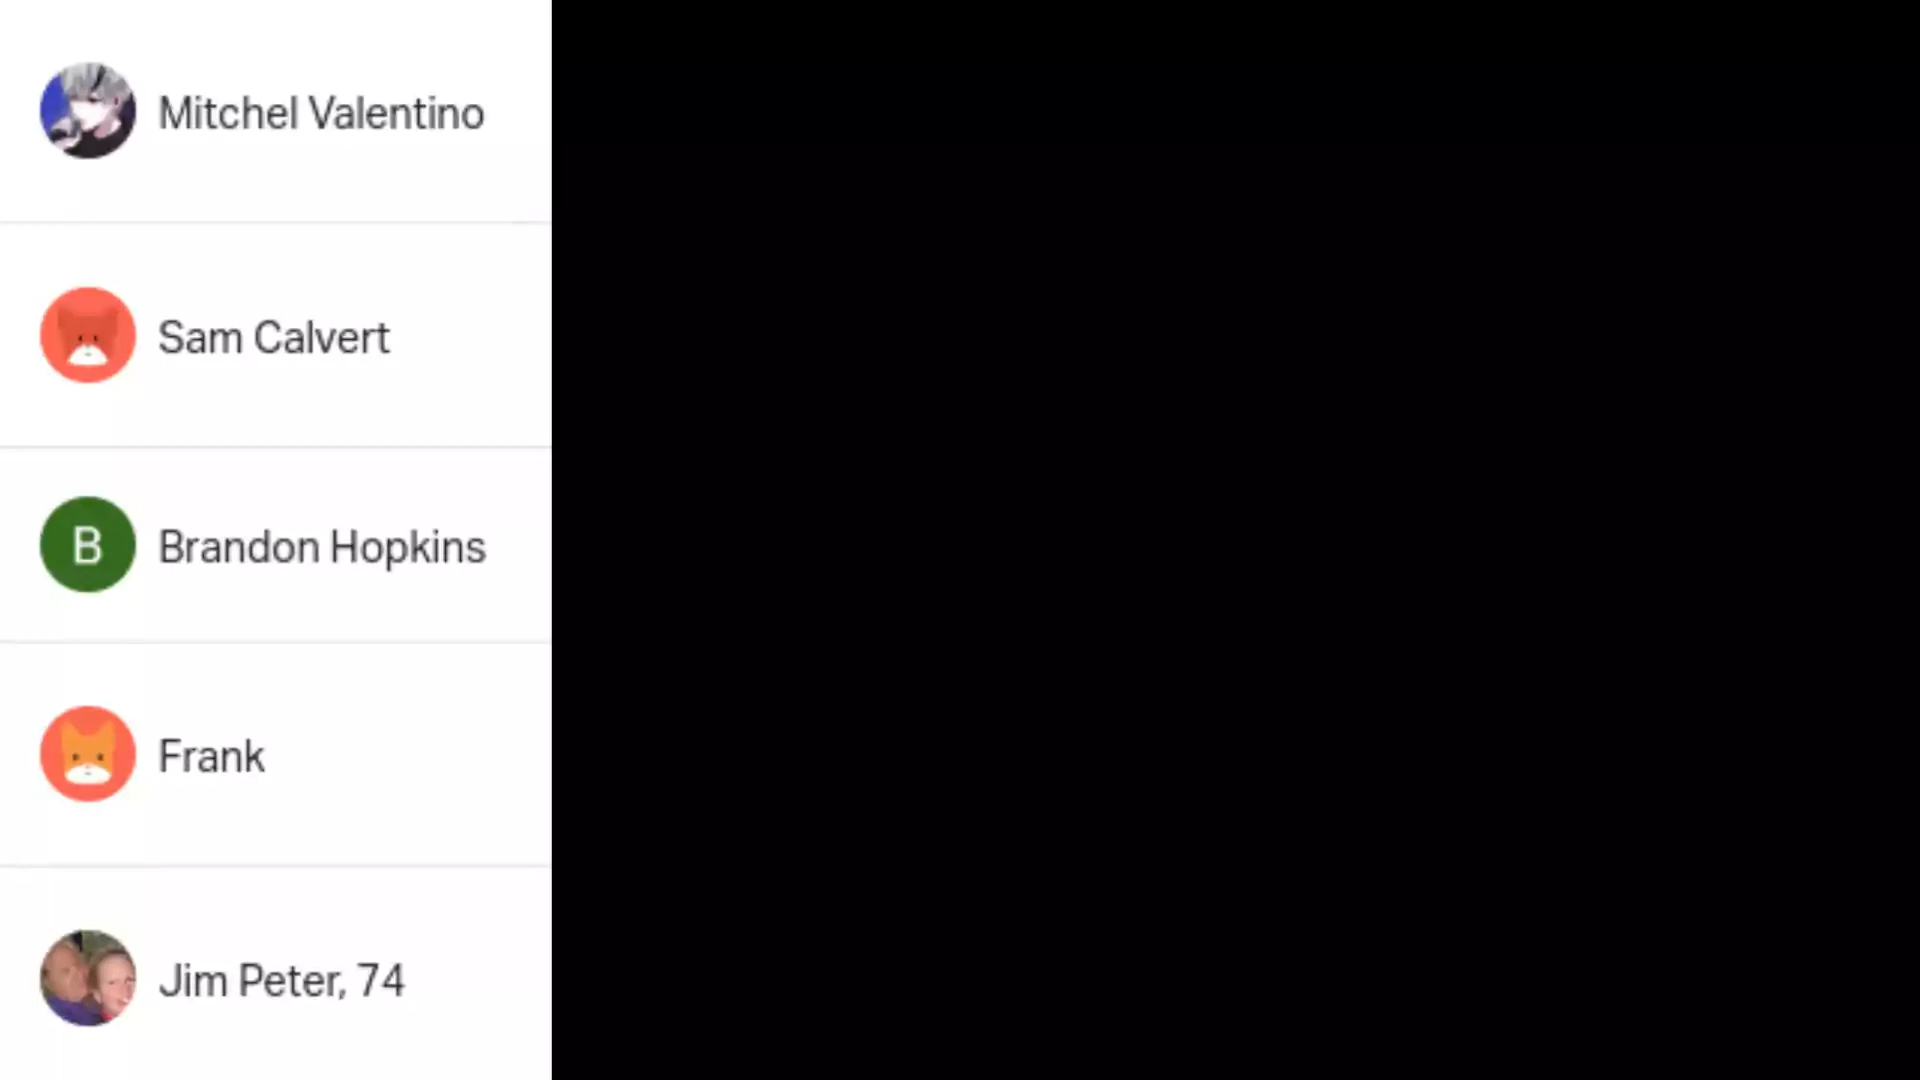 Mitchel Valentino
Sam Calvert
B
Brandon Hopkins
Frank
Jim Peter, 74